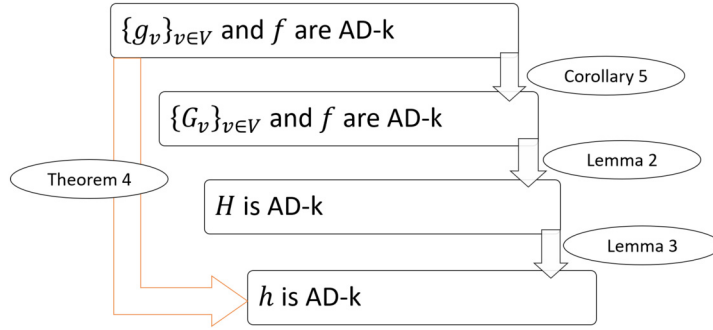 {g_v}_{v∈V} and f are AD-k
Corollary 5
{G_v}_{v∈V} and f are AD-k
Lemma 2
Theorem 4
H is AD-k
Lemma 3
h is AD-k